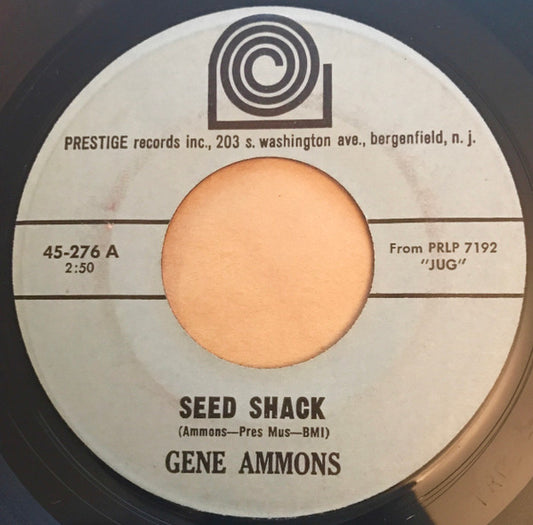 PRESTIGE records inc., 203 s. washington ave., bergenfield, n. j.
45-276 A
2:50
From PRLP 7192
"JUG"
SEED SHACK
(Ammons—Pres Mus—BMI)
GENE AMMONS